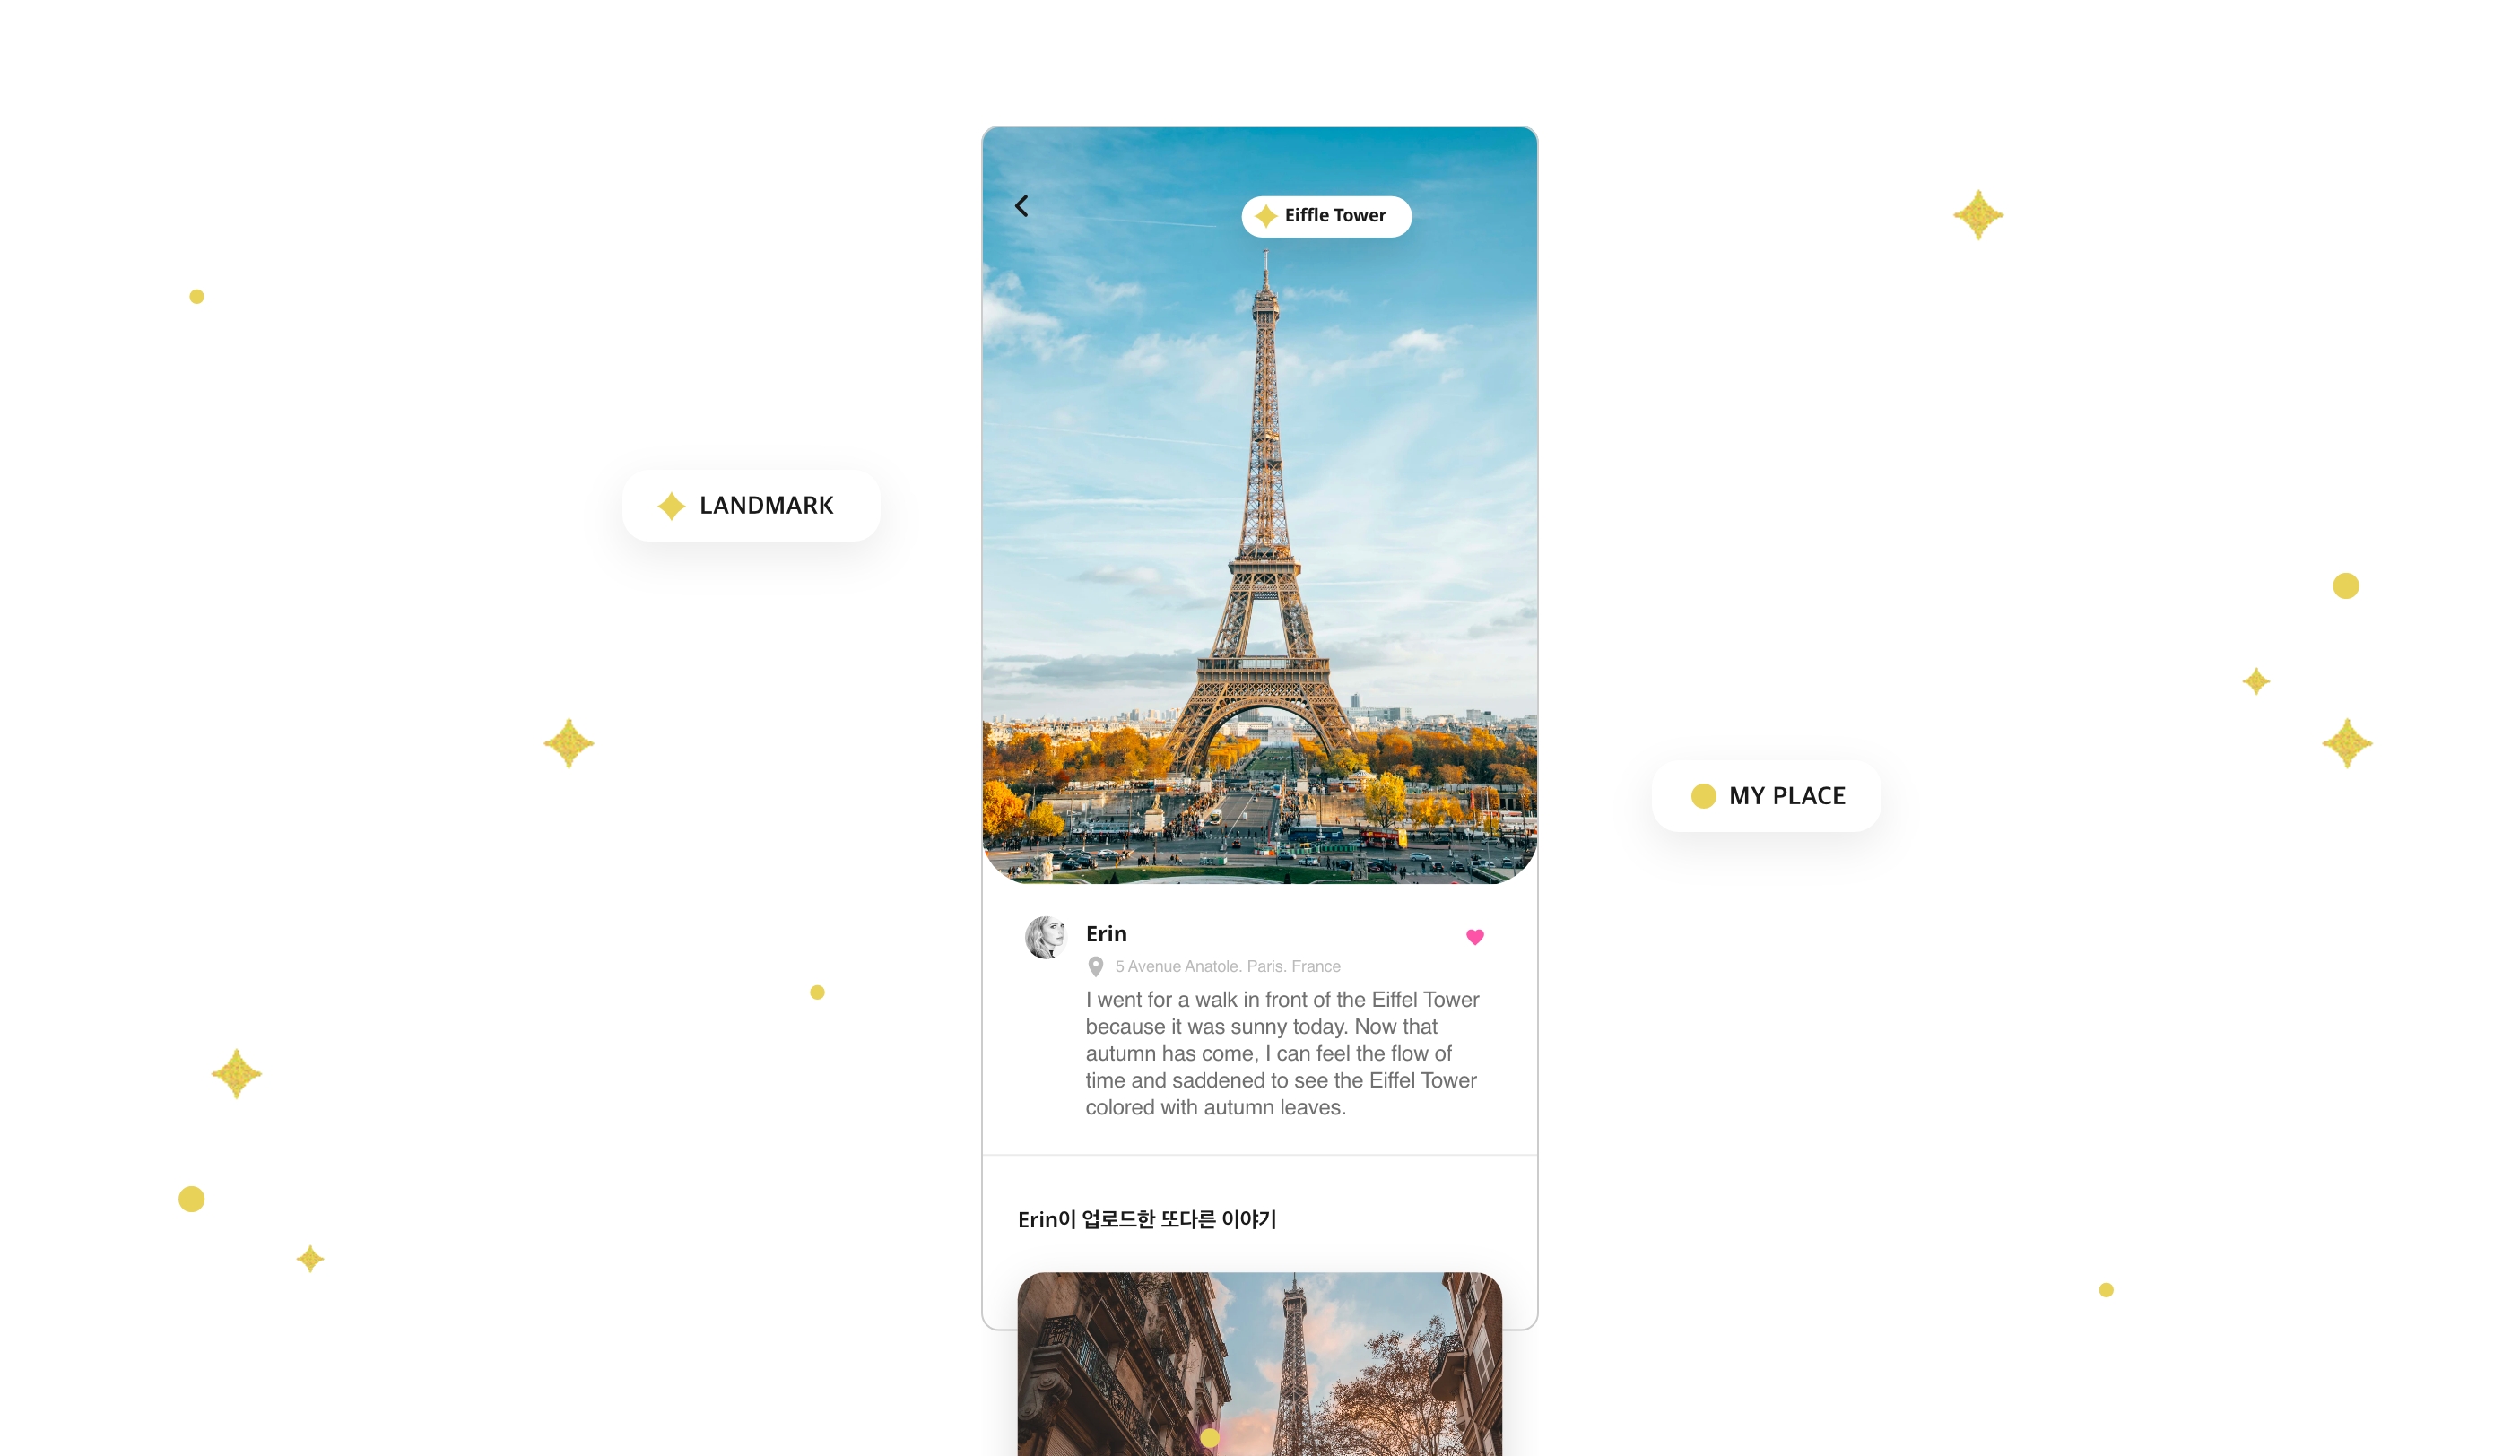 Eiffle Tower
LANDMARK
MY PLACE
Erin
5 Avenue Anatole. Paris. France
I went for a walk in front of the Eiffel Tower
because it was sunny today. Now that
autumn has come, I can feel the flow of
time and saddened to see the Eiffel Tower
colored with autumn leaves.
Erin이 업로드한 또다른 이야기